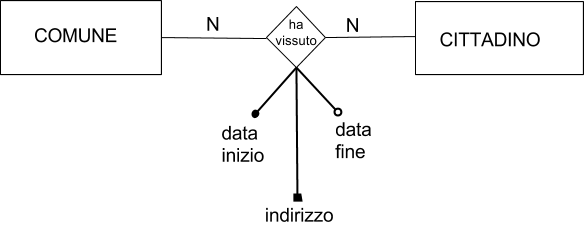 COMUNE
N
ha
vissuto
N
CITTADINO
data
inizio
data
fine
indirizzo